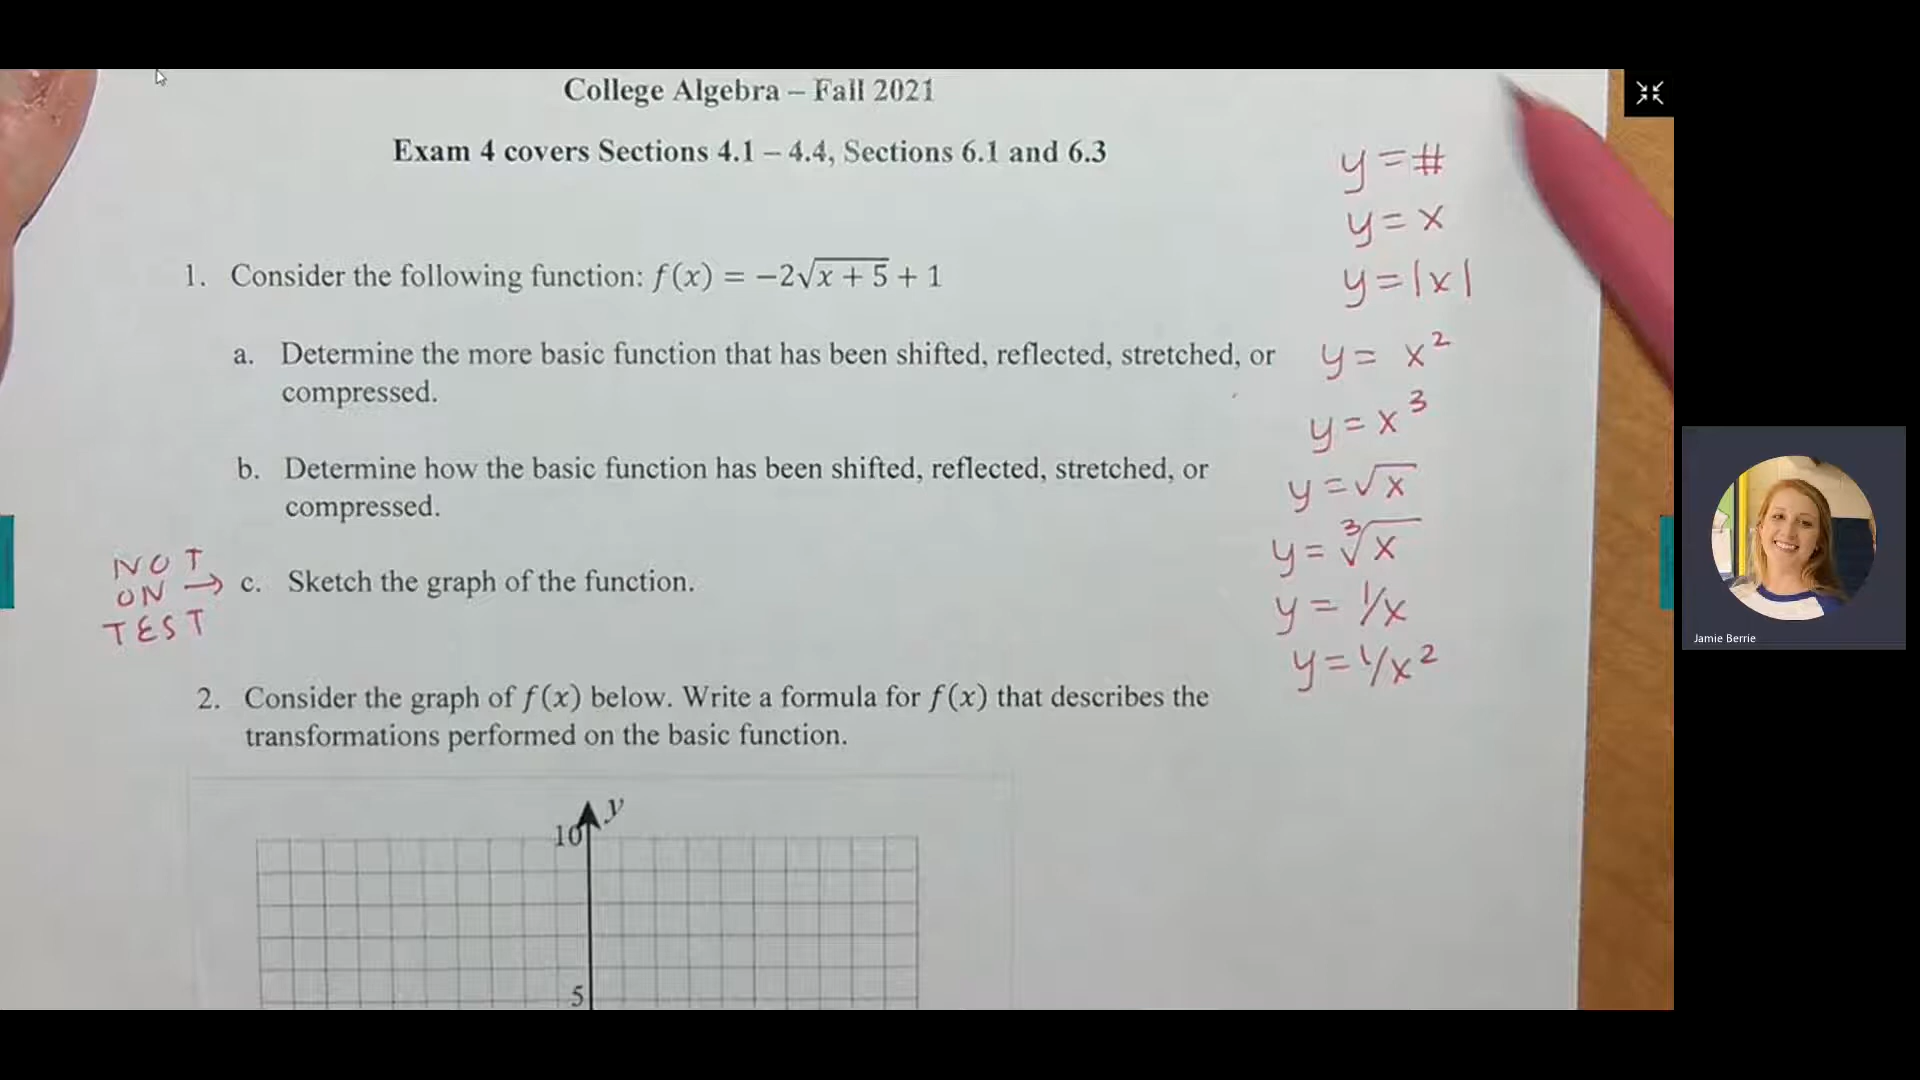 College Algebra – Fall 2021
Exam 4 covers Sections 4.1 – 4.4, Sections 6.1 and 6.3
y = #
y = x
y = |x|
y = x²
y = x³
y = √x
y = ∛x
y = 1/x
y = 1/x²
1. Consider the following function: f(x) = −2√(x + 5) + 1
a. Determine the more basic function that has been shifted, reflected, stretched, or
compressed.
b. Determine how the basic function has been shifted, reflected, stretched, or
compressed.
NOT
ON →
TEST
c. Sketch the graph of the function.
2. Consider the graph of f(x) below. Write a formula for f(x) that describes the
transformations performed on the basic function.
y
10
5
Jamie Berrie